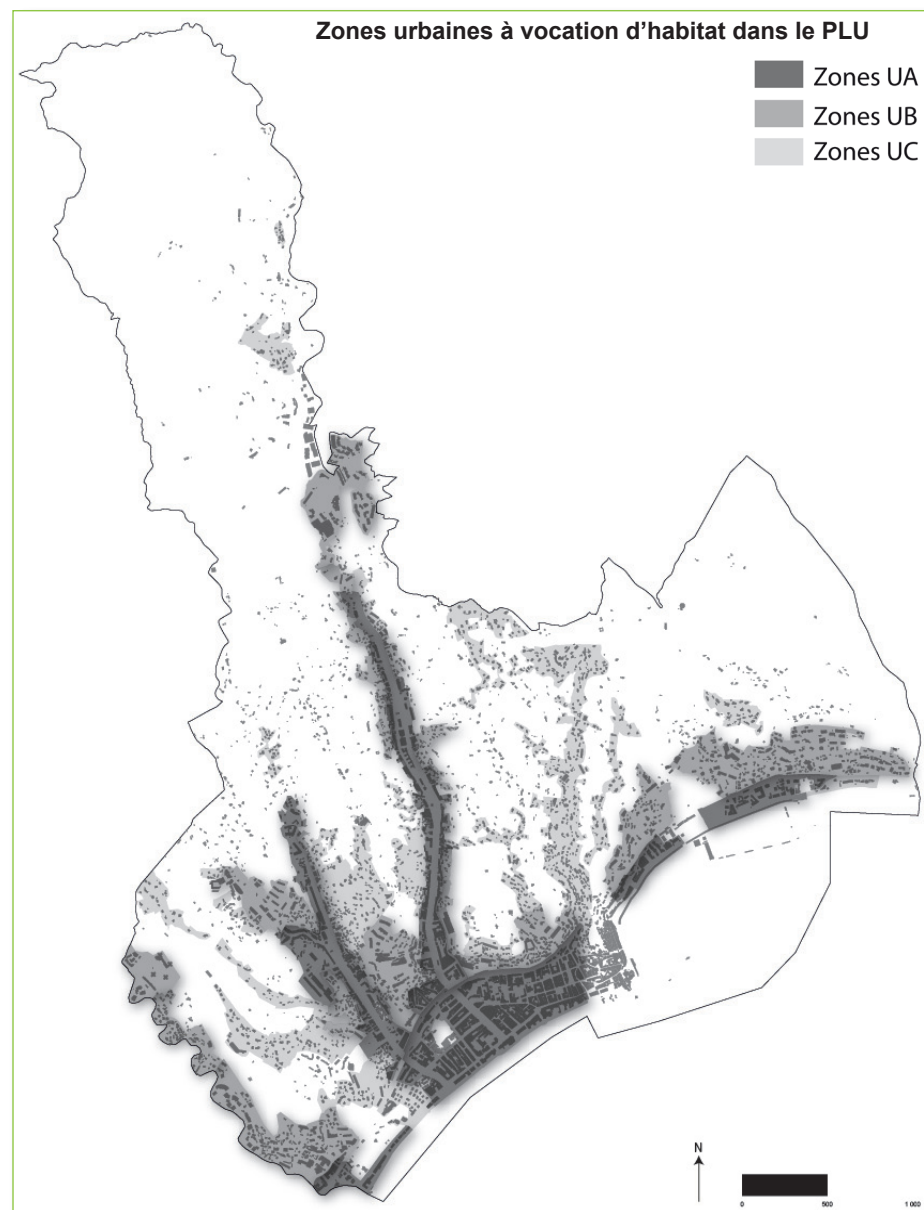 Zones urbaines à vocation d’habitat dans le PLU
Zones UA
Zones UB
Zones UC
N
0 500 1 000